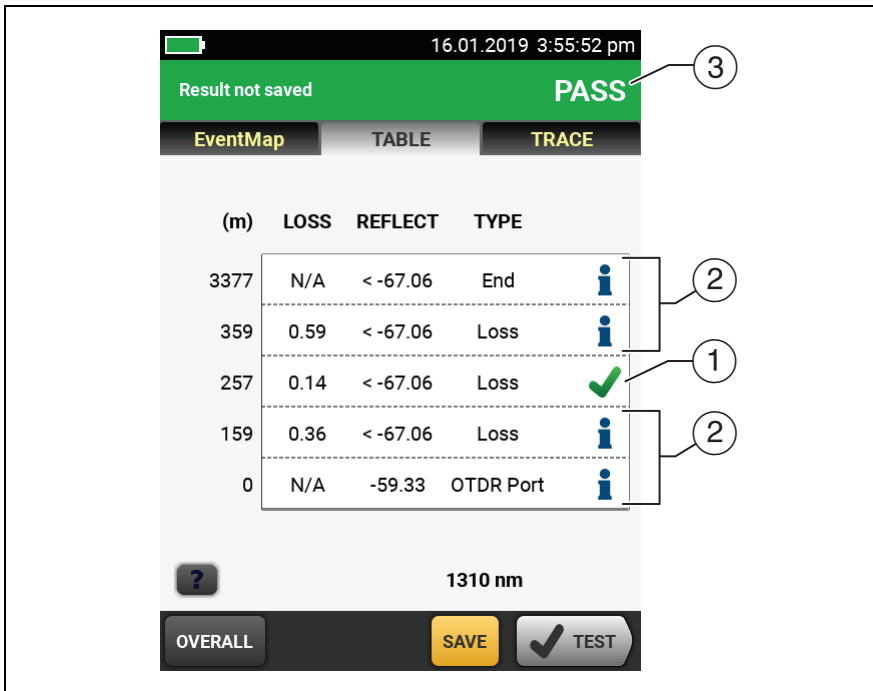 16.01.2019 3:55:52 pm
Result not saved PASS 3
EventMap TABLE TRACE
(m) LOSS REFLECT TYPE
3377 N/A < -67.06 End i 2
359 0.59 < -67.06 Loss i
257 0.14 < -67.06 Loss 1
159 0.36 < -67.06 Loss i 2
0 N/A -59.33 OTDR Port i
? 1310 nm
OVERALL SAVE TEST